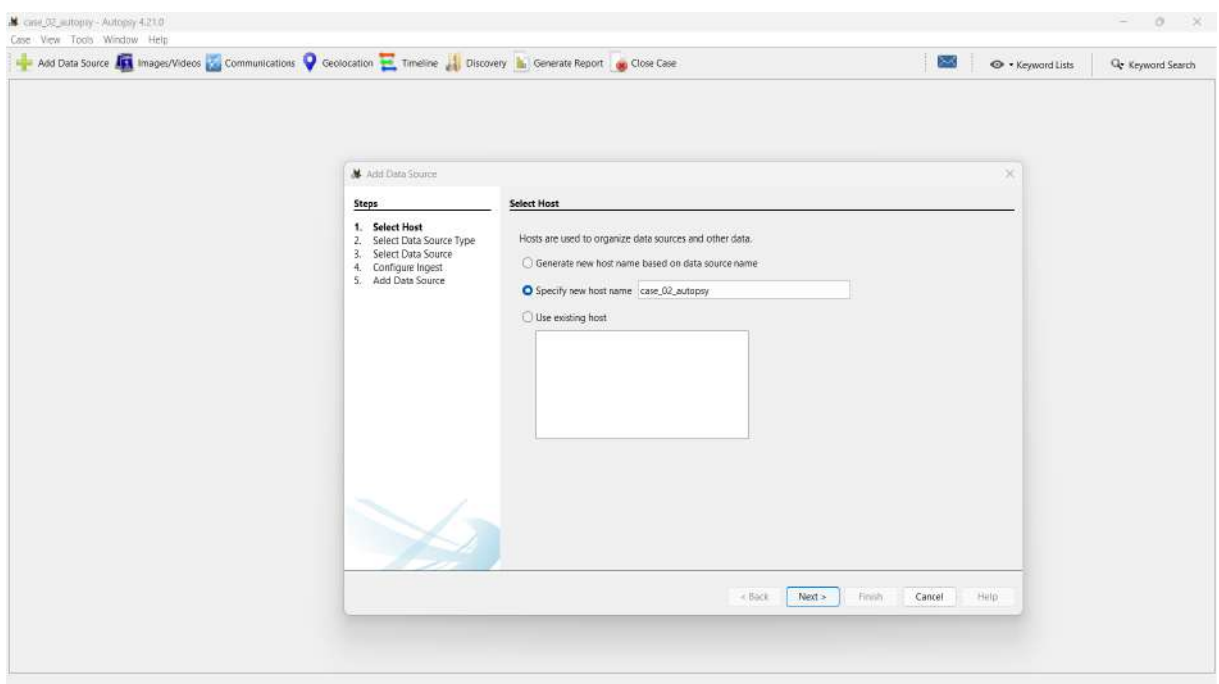 case_02_autopsy - Autopsy 4.21.0
Case View Tools Window Help
Add Data Source Images/Videos Communications Geolocation Timeline Discovery Generate Report Close Case Keyword Lists Keyword Search
Add Data Source
Steps
1. Select Host
2. Select Data Source Type
3. Select Data Source
4. Configure Ingest
5. Add Data Source
Select Host
Hosts are used to organize data sources and other data.
Generate new host name based on data source name
Specify new host name case_02_autopsy
Use existing host
< Back Next > Finish Cancel Help